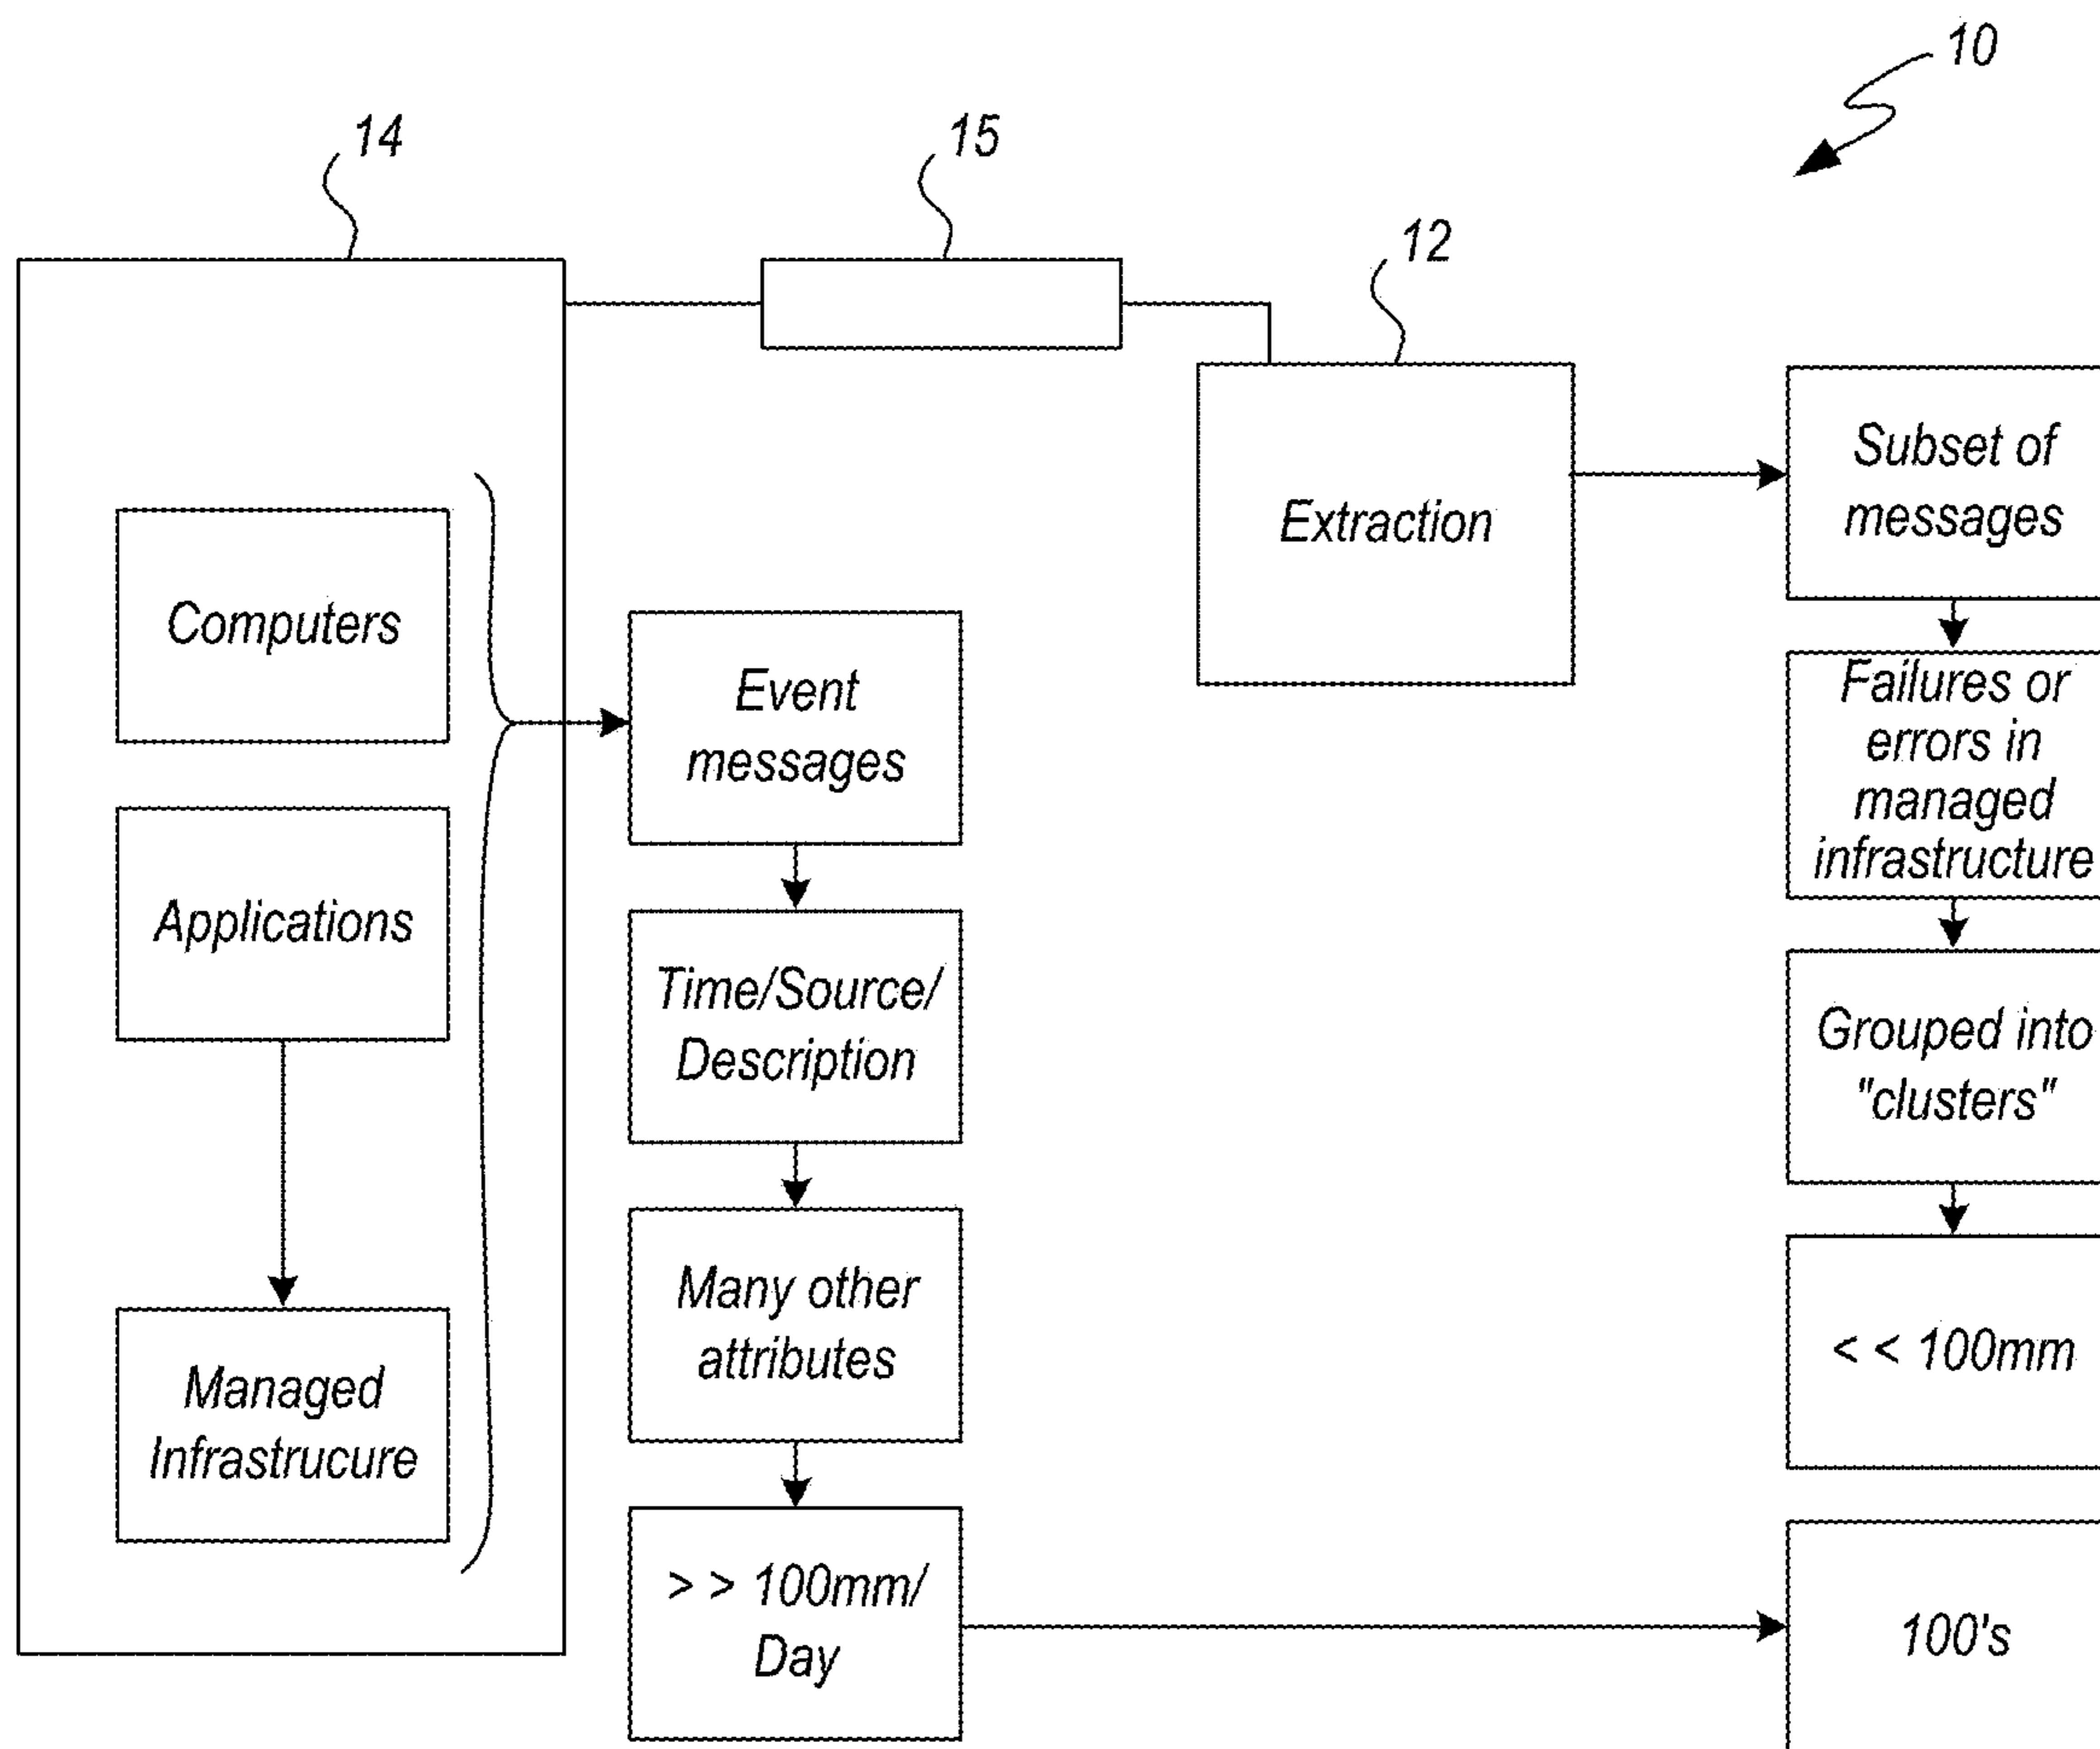 10
14
15
12
Computers
Applications
Managed
Infrastrucure
Event
messages
Time/Source/
Description
Many other
attributes
> > 100mm/
Day
Extraction
Subset of
messages
Failures or
errors in
managed
infrastructure
Grouped into
"clusters"
< < 100mm
100's